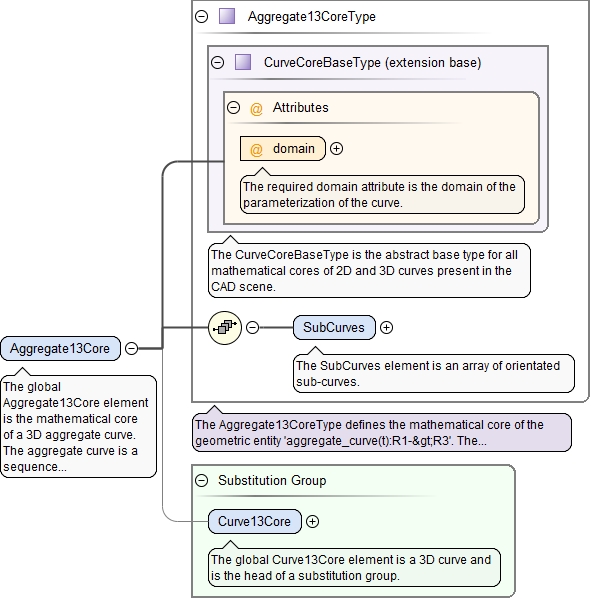 Aggregate13CoreType
CurveCoreBaseType (extension base)
@ Attributes
@ domain
The required domain attribute is the domain of the
parameterization of the curve.
The CurveCoreBaseType is the abstract base type for all
mathematical cores of 2D and 3D curves present in the
CAD scene.
SubCurves
The SubCurves element is an array of orientated
sub-curves.
Aggregate13Core
The global
Aggregate13Core element
is the mathematical core
of a 3D aggregate curve.
The aggregate curve is a
sequence...
The Aggregate13CoreType defines the mathematical core of the
geometric entity 'aggregate_curve(t):R1-&gt;R3'. The...
Substitution Group
Curve13Core
The global Curve13Core element is a 3D curve and
is the head of a substitution group.